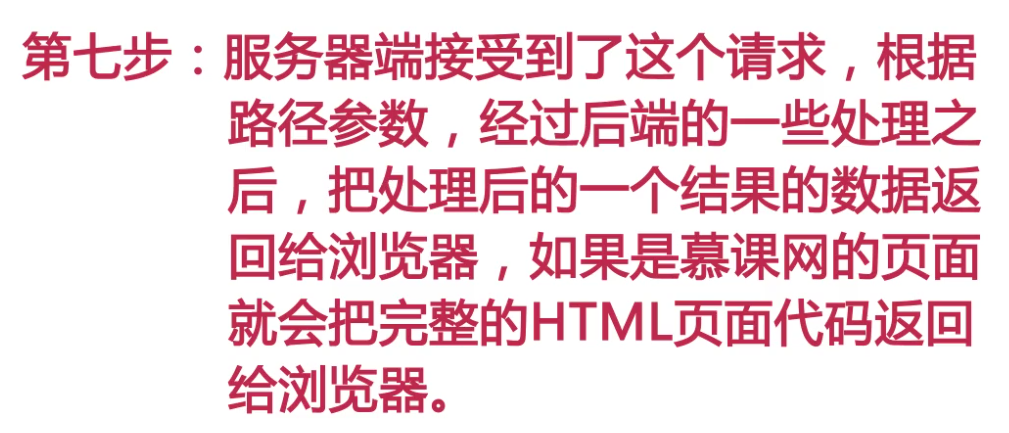 第七步：服务器端接受到了这个请求，根据
路径参数，经过后端的一些处理之
后，把处理后的一个结果的数据返
回给浏览器，如果是慕课网的页面
就会把完整的HTML页面代码返回
给浏览器。